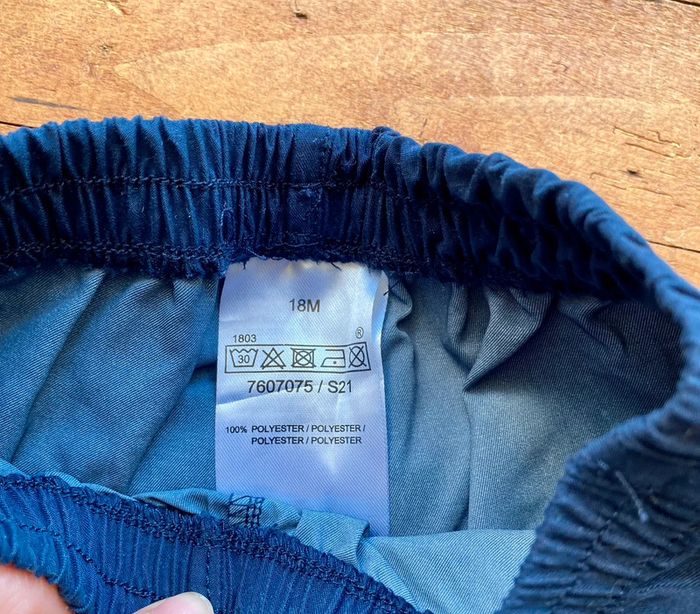 18M
1803
®
30
7607075 / S21
100% POLYESTER / POLYESTER /
POLYESTER / POLYESTER